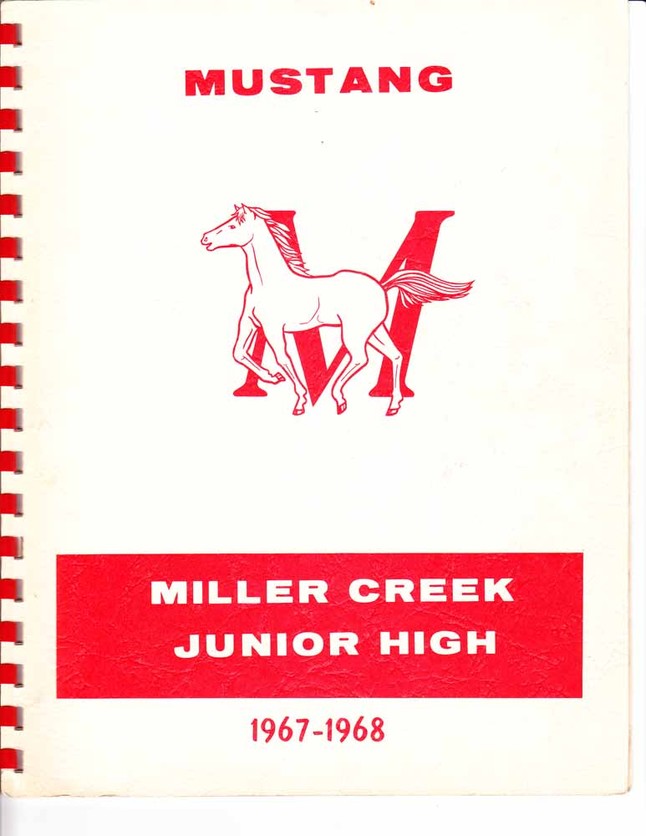 MUSTANG
M
MILLER CREEK
JUNIOR HIGH
1967-1968